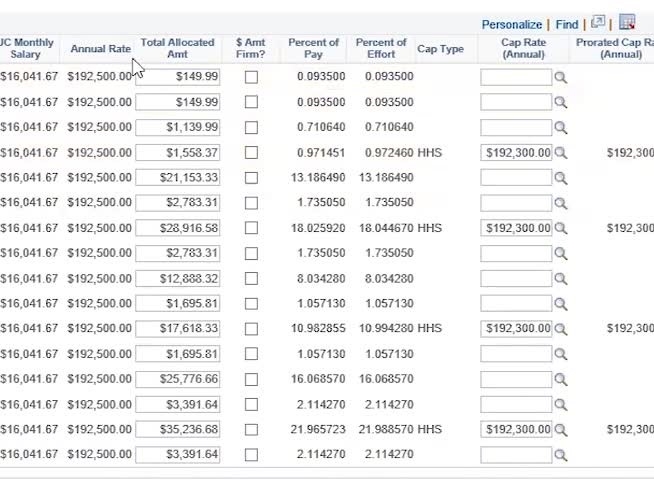 Personalize | Find |
JC Monthly Salary Annual Rate Total Allocated Amt $ Amt Firm? Percent of Pay Percent of Effort Cap Type Cap Rate (Annual) Prorated Cap Ra (Annual)
$16,041.67 $192,500.00 $149.99 0.093500 0.093500
$16,041.67 $192,500.00 $149.99 0.093500 0.093500
$16,041.67 $192,500.00 $1,139.99 0.710640 0.710640
$16,041.67 $192,500.00 $1,558.37 0.971451 0.972460 HHS $192,300.00 $192,300
$16,041.67 $192,500.00 $21,153.33 13.186490 13.186490
$16,041.67 $192,500.00 $2,783.31 1.735050 1.735050
$16,041.67 $192,500.00 $28,916.58 18.025920 18.044670 HHS $192,300.00 $192,300
$16,041.67 $192,500.00 $2,783.31 1.735050 1.735050
$16,041.67 $192,500.00 $12,888.32 8.034280 8.034280
$16,041.67 $192,500.00 $1,695.81 1.057130 1.057130
$16,041.67 $192,500.00 $17,618.33 10.982855 10.994280 HHS $192,300.00 $192,300
$16,041.67 $192,500.00 $1,695.81 1.057130 1.057130
$16,041.67 $192,500.00 $25,776.66 16.068570 16.068570
$16,041.67 $192,500.00 $3,391.64 2.114270 2.114270
$16,041.67 $192,500.00 $35,236.68 21.965723 21.988570 HHS $192,300.00 $192,300
$16,041.67 $192,500.00 $3,391.64 2.114270 2.114270